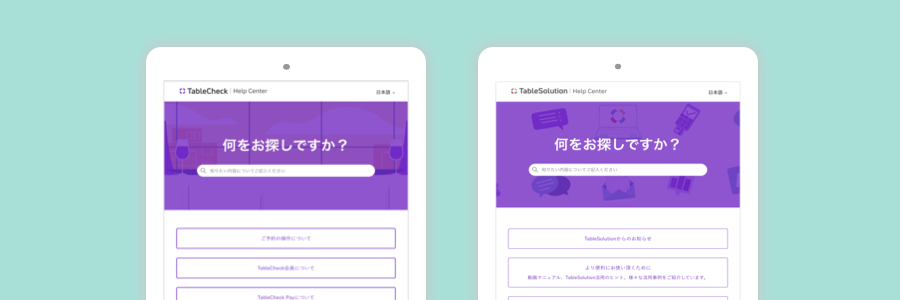 TableCheck | Help Center
日本語
何をお探しですか？
知りたい内容についてご記入ください
ご予約の操作について
TableCheck会員について
TableCheck Payについて
TableSolution | Help Center
日本語
何をお探しですか？
知りたい内容についてご記入ください
TableSolutionからのお知らせ
より便利にお使い頂くために
動画マニュアル、TableSolution活用のヒント、様々な活用事例をご紹介しています。